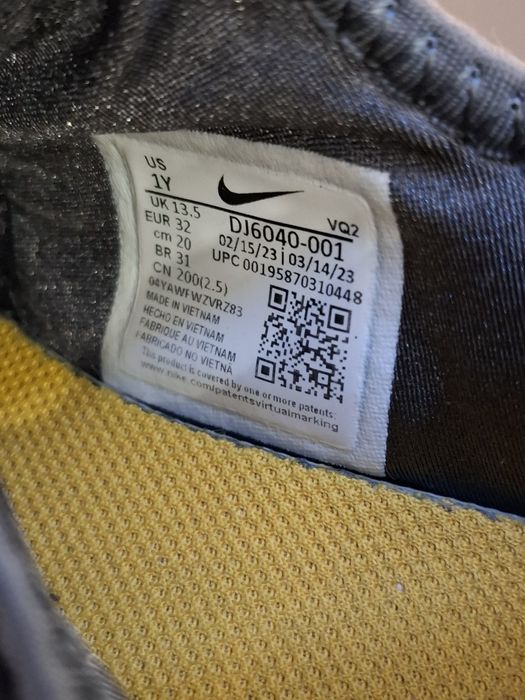 US
1Y
UK 13.5
EUR 32
cm 20
BR 31
CN 200(2.5)
VQ2
DJ6040-001
02/15/23 | 03/14/23
UPC 00195870310448
04YAWFWZVRZ83
MADE IN VIETNAM
HECHO EN VIETNAM
FABRIQUE AU VIETNAM
FABRICADO NO VIETNÃ
This product is covered by one or more patents:
www.nike.com/patentsvirtualmarking